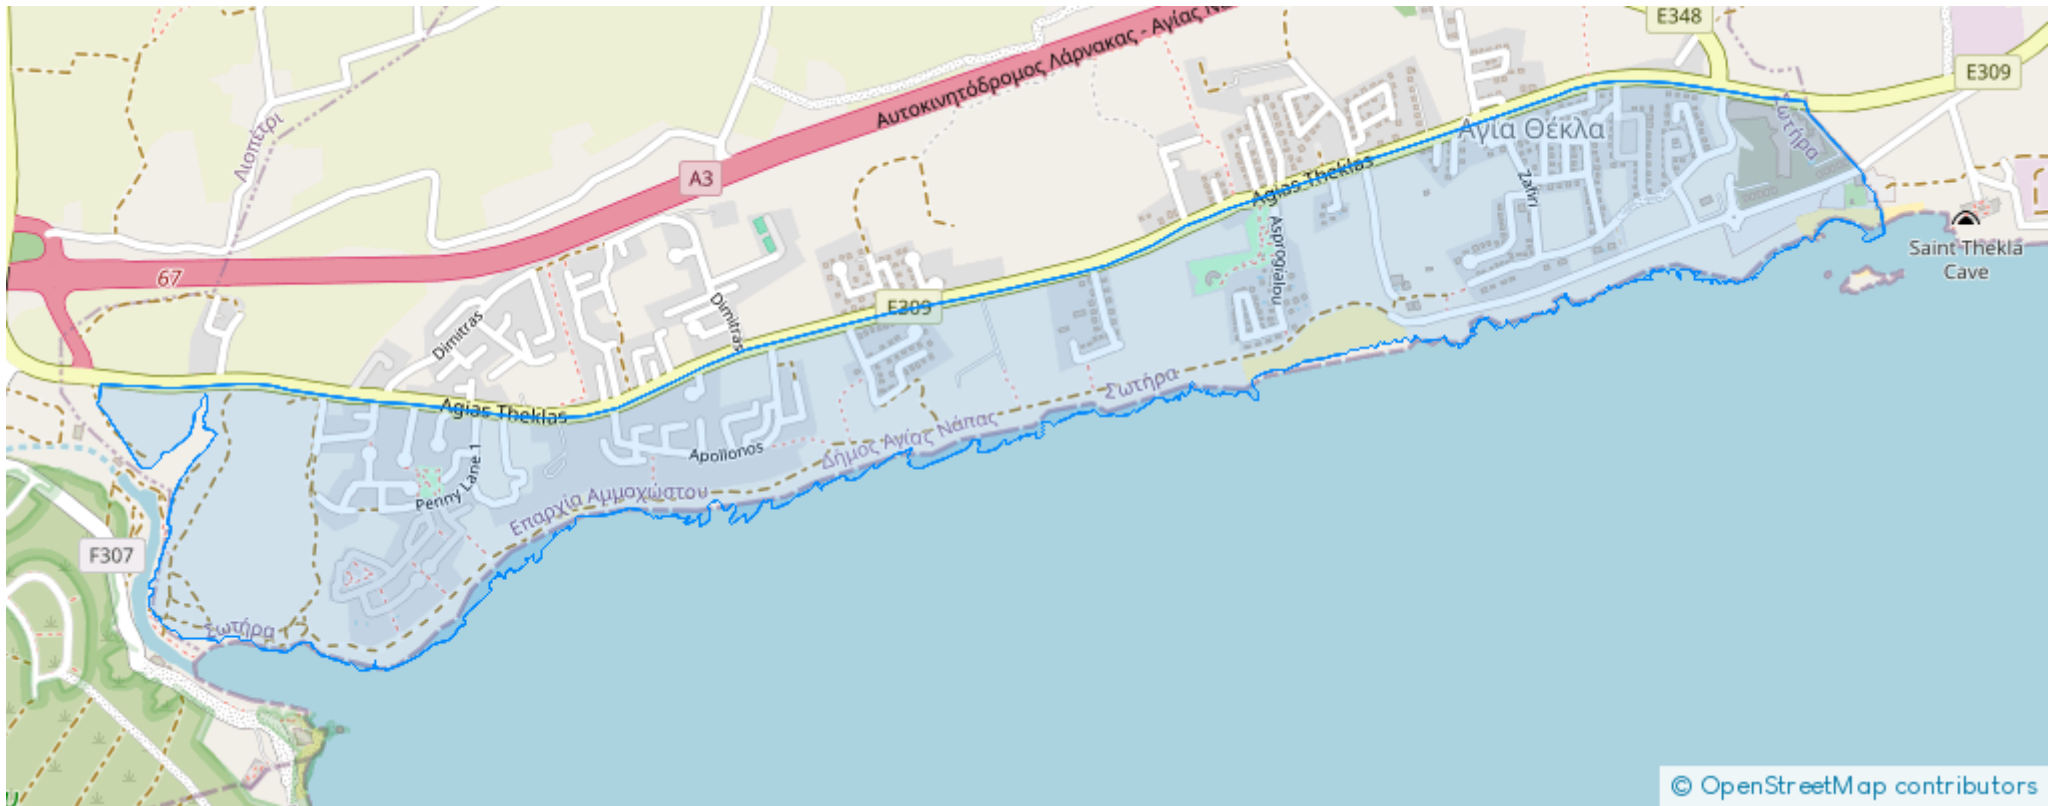 E348
Αυτοκινητόδρομος Λάρνακας - Αγίας Να
E309
Λιοπέτρι
Σωτήρα
Αγία Θέκλα
A3
Agias Theklas
Zafiri
Asprogialou
Saint Thekla
Cave
67
Dimitras
Dimitras
E309
Agias Theklas
Σωτήρα
Δήμος Αγίας Νάπας
Apollonos
Penny Lane 1
Επαρχία Αμμοχώστου
F307
Σωτήρα
© OpenStreetMap contributors